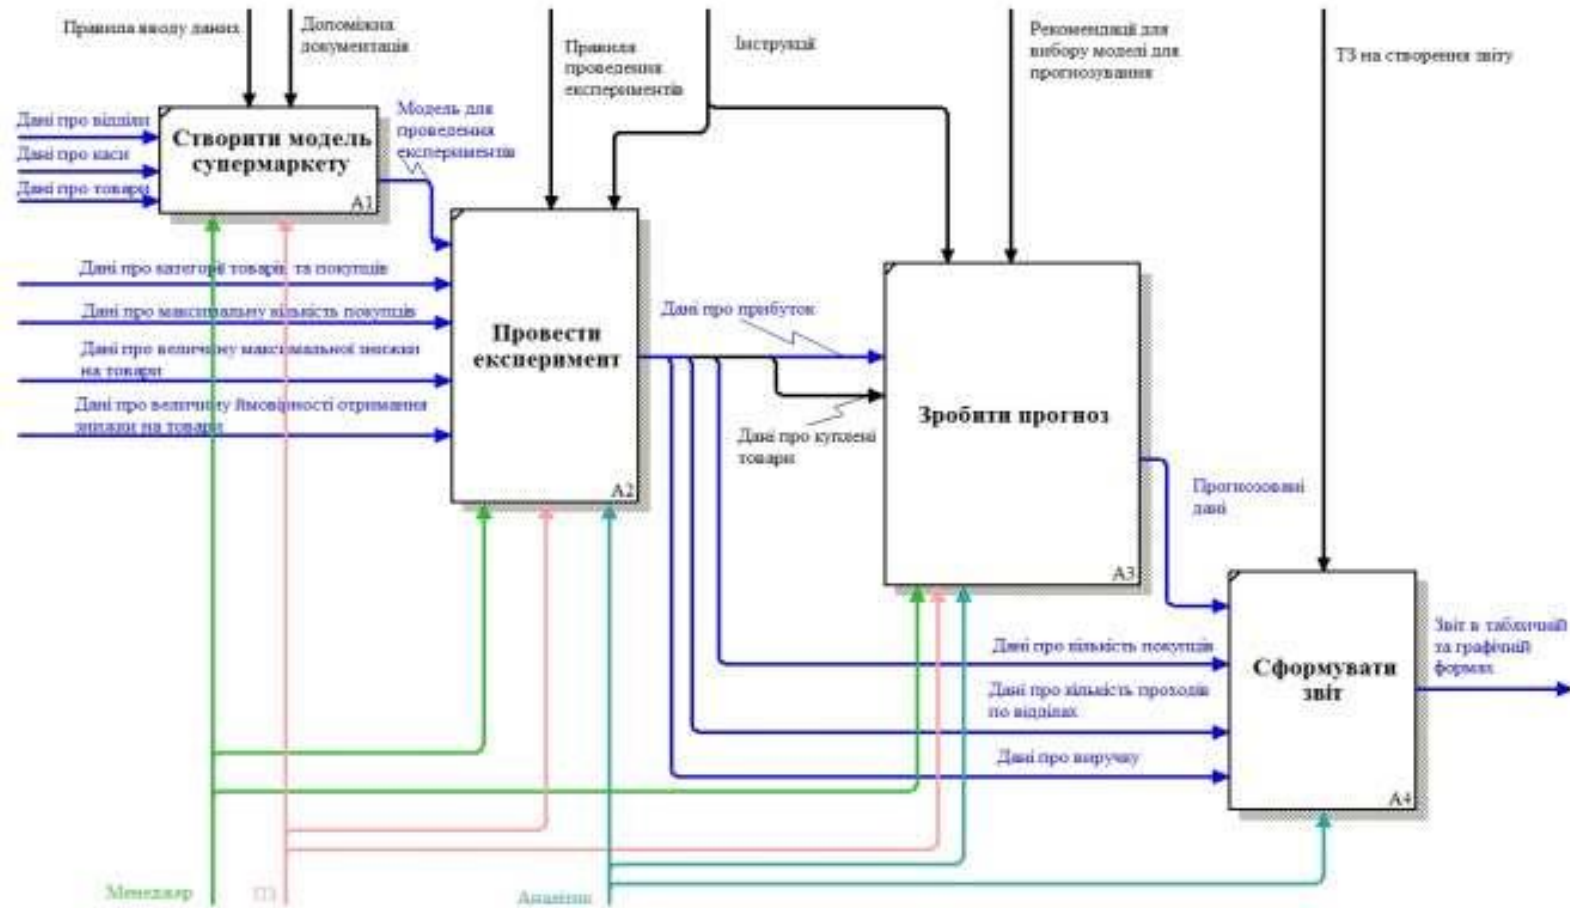 Правила вводу даних
Допоміжна
документація
Правила
проведення
експериментів
Інструкції
Рекомендації для
вибору моделі для
прогнозування
ТЗ на створення звіту
Дані про відділи
Дані про каси
Дані про товари
Створити модель
супермаркету
А1
Модель для
проведення
експериментів
Дані про категорії товарів та покупців
Дані про максимальну кількість покупців
Дані про величину максимальної знижки
на товари
Дані про величину ймовірності отримання
знижки на товари
Провести
експеримент
А2
Дані про прибуток
Дані про куплені
товари
Зробити прогноз
А3
Прогнозовані
дані
Дані про кількість покупців
Дані про кількість проходів
по відділах
Дані про виручку
Сформувати
звіт
А4
Звіт в табличній
та графічній
формах
Менеджер
ПЗ
Аналітик